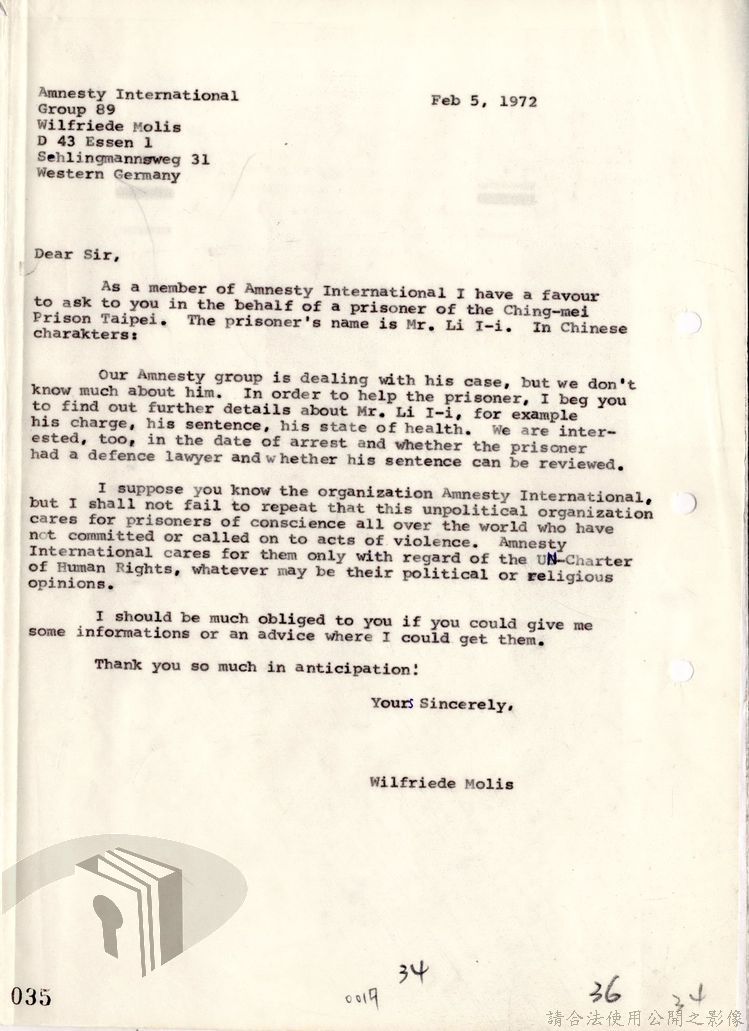 Amnesty International
Group 89
Wilfriede Molis
D 43 Essen 1
Sehlingmannsweg 31
Western Germany
Feb 5, 1972
Dear Sir,
As a member of Amnesty International I have a favour
to ask to you in the behalf of a prisoner of the Ching-mei
Prison Taipei. The prisoner's name is Mr. Li I-i. In Chinese
charakters:
Our Amnesty group is dealing with his case, but we don't
know much about him. In order to help the prisoner, I beg you
to find out further details about Mr. Li I-i, for example
his charge, his sentence, his state of health. We are inter-
ested, too, in the date of arrest and whether the prisoner
had a defence lawyer and whether his sentence can be reviewed.
I suppose you know the organization Amnesty International,
but I shall not fail to repeat that this unpolitical organization
cares for prisoners of conscience all over the world who have
not committed or called on to acts of violence. Amnesty
International cares for them only with regard of the UN-Charter
of Human Rights, whatever may be their political or religious
opinions.
I should be much obliged to you if you could give me
some informations or an advice where I could get them.
Thank you so much in anticipation!
Yours Sincerely,
Wilfriede Molis
34
035
36
34
請合法使用公開之影像